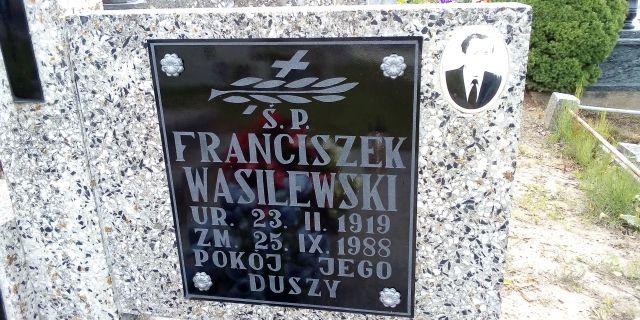 Ś. P.
FRANCISZEK
WASILEWSKI
UR. 23. II. 1919
ZM. 25. IX. 1988
POKÓJ JEGO
DUSZY